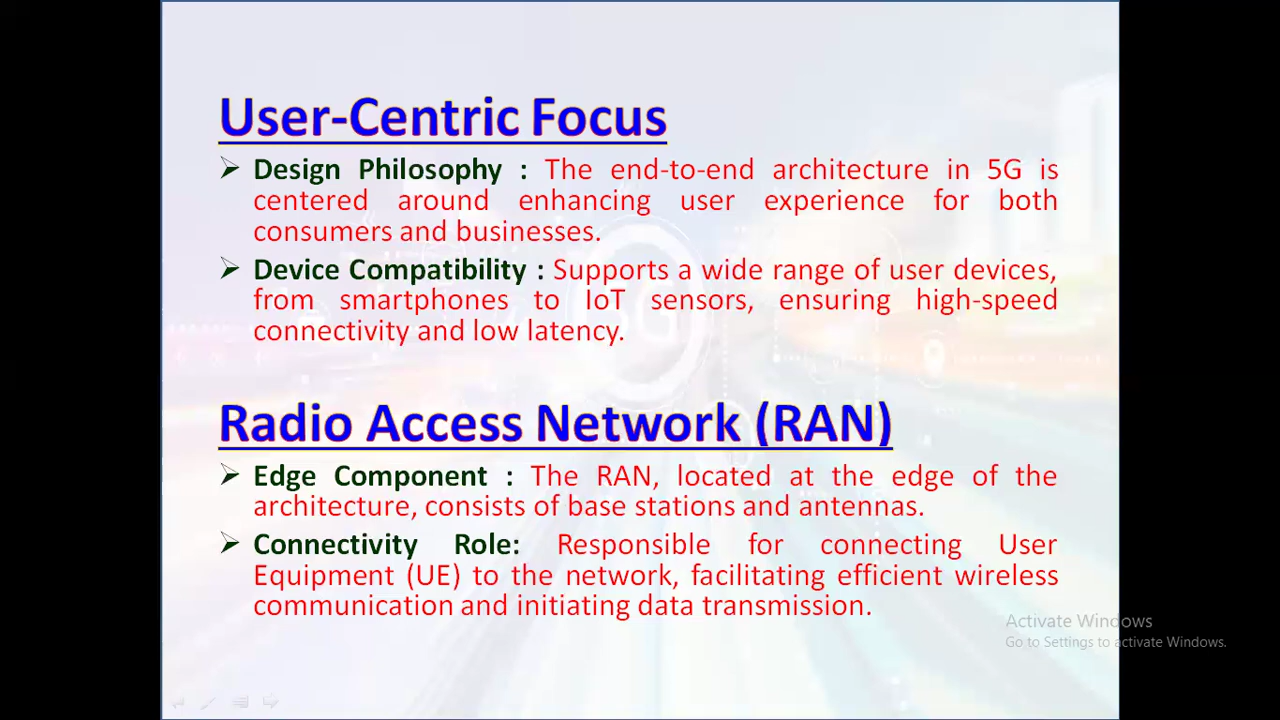 User-Centric Focus
Design Philosophy : The end-to-end architecture in 5G is
centered around enhancing user experience for both
consumers and businesses.
Device Compatibility : Supports a wide range of user devices,
from smartphones to IoT sensors, ensuring high-speed
connectivity and low latency.
5G
Radio Access Network (RAN)
Edge Component : The RAN, located at the edge of the
architecture, consists of base stations and antennas.
Connectivity Role: Responsible for connecting User
Equipment (UE) to the network, facilitating efficient wireless
communication and initiating data transmission.
Activate Windows
Go to Settings to activate Windows.